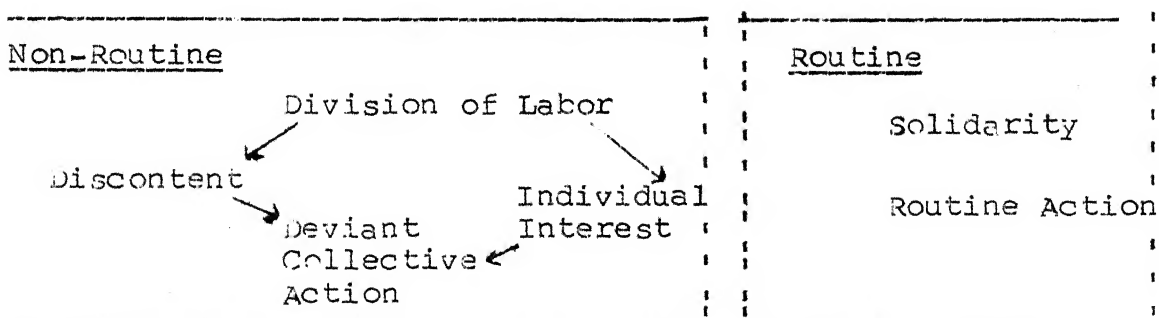 Non-Routine
Division of Labor
Discontent
Individual
Interest
Deviant
Collective
Action
Routine
Solidarity
Routine Action